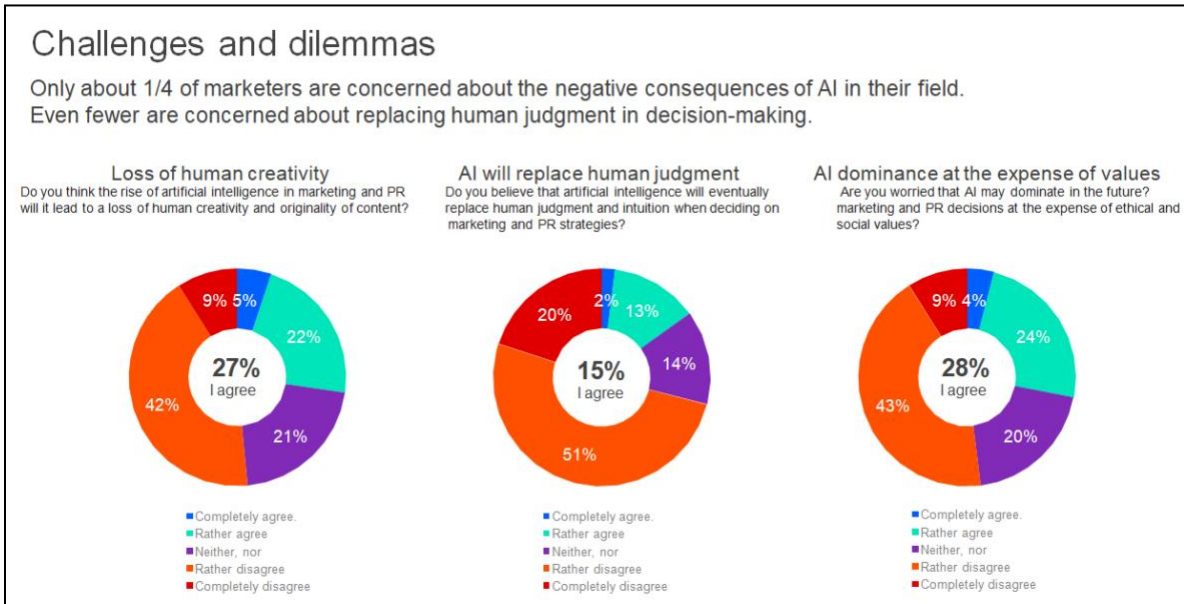 Challenges and dilemmas
Only about 1/4 of marketers are concerned about the negative consequences of AI in their field.
Even fewer are concerned about replacing human judgment in decision-making.
Loss of human creativity
Do you think the rise of artificial intelligence in marketing and PR
will it lead to a loss of human creativity and originality of content?
9% 5%
22%
27%
I agree
42%
21%
Completely agree.
Rather agree
Neither, nor
Rather disagree
Completely disagree
AI will replace human judgment
Do you believe that artificial intelligence will eventually
replace human judgment and intuition when deciding on
marketing and PR strategies?
2%
13%
20%
14%
15%
I agree
51%
Completely agree.
Rather agree
Neither, nor
Rather disagree
Completely disagree
AI dominance at the expense of values
Are you worried that AI may dominate in the future?
marketing and PR decisions at the expense of ethical and
social values?
9% 4%
24%
28%
I agree
43%
20%
Completely agree.
Rather agree
Neither, nor
Rather disagree
Completely disagree